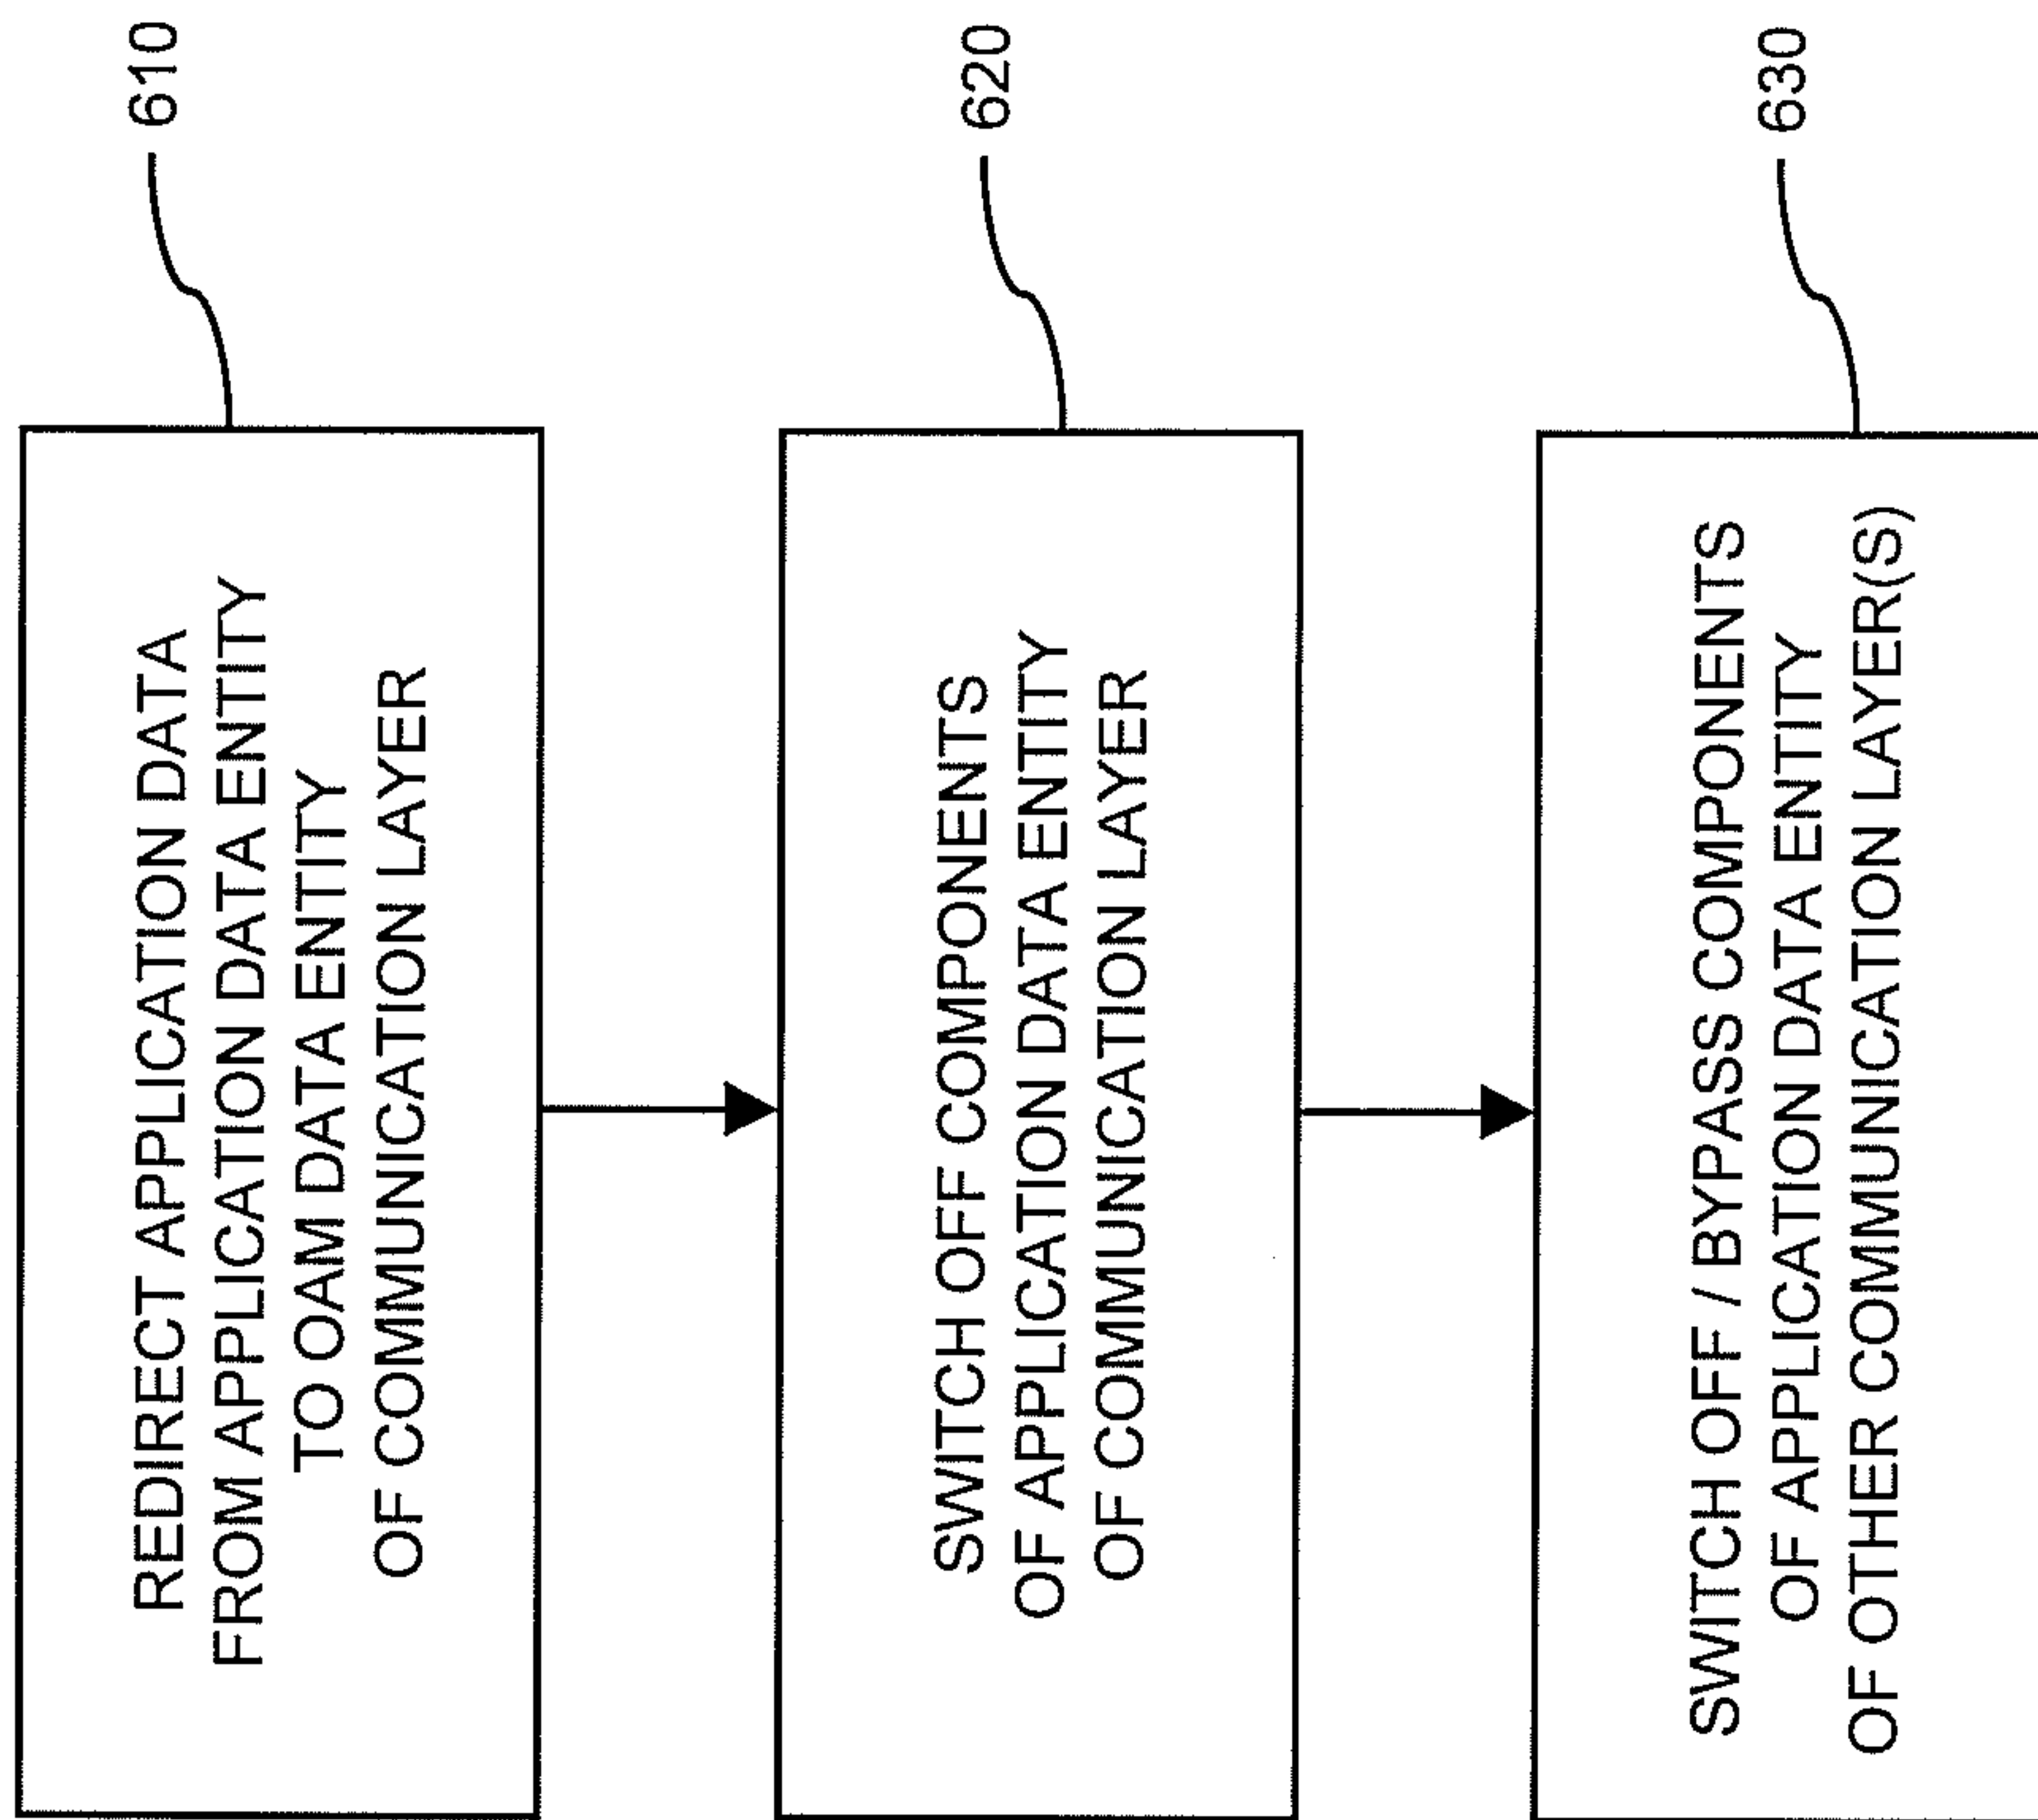 REDIRECT APPLICATION DATA
FROM APPLICATION DATA ENTITY
TO OAM DATA ENTITY
OF COMMUNICATION LAYER
610
SWITCH OFF COMPONENTS
OF APPLICATION DATA ENTITY
OF COMMUNICATION LAYER
620
SWITCH OFF / BYPASS COMPONENTS
OF APPLICATION DATA ENTITY
OF OTHER COMMUNICATION LAYER(S)
630